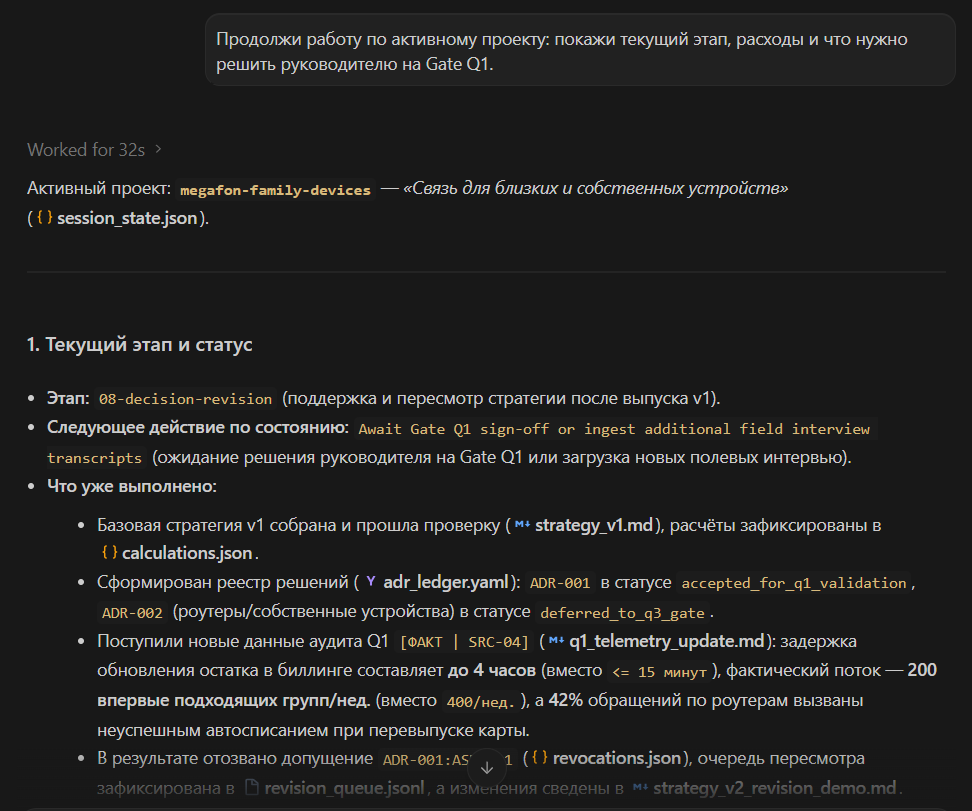 Продолжи работу по активному проекту: покажи текущий этап, расходы и что нужно
решить руководителю на Gate Q1.
Worked for 32s >
Активный проект: megafon-family-devices — «Связь для близких и собственных устройств»
({} session_state.json).
1. Текущий этап и статус
• Этап: 08-decision-revision (поддержка и пересмотр стратегии после выпуска v1).
• Следующее действие по состоянию: Await Gate Q1 sign-off or ingest additional field interview
transcripts (ожидание решения руководителя на Gate Q1 или загрузка новых полевых интервью).
• Что уже выполнено:
• Базовая стратегия v1 собрана и прошла проверку (M↓ strategy_v1.md), расчёты зафиксированы в
{} calculations.json.
• Сформирован реестр решений (Y adr_ledger.yaml): ADR-001 в статусе accepted_for_q1_validation,
ADR-002 (роутеры/собственные устройства) в статусе deferred_to_q3_gate.
• Поступили новые данные аудита Q1 [ФАКТ | SRC-04] (M↓ q1_telemetry_update.md): задержка
обновления остатка в биллинге составляет до 4 часов (вместо <= 15 минут), фактический поток — 200
впервые подходящих групп/нед. (вместо 400/нед.), а 42% обращений по роутерам вызваны
неуспешным автосписанием при перевыпуске карты.
• В результате отозвано допущение ({} revocations.json), очередь пересмотра
зафиксирована в revision_queue.jsonl, а изменения сведены в M↓ strategy_v2_revision_demo.md.